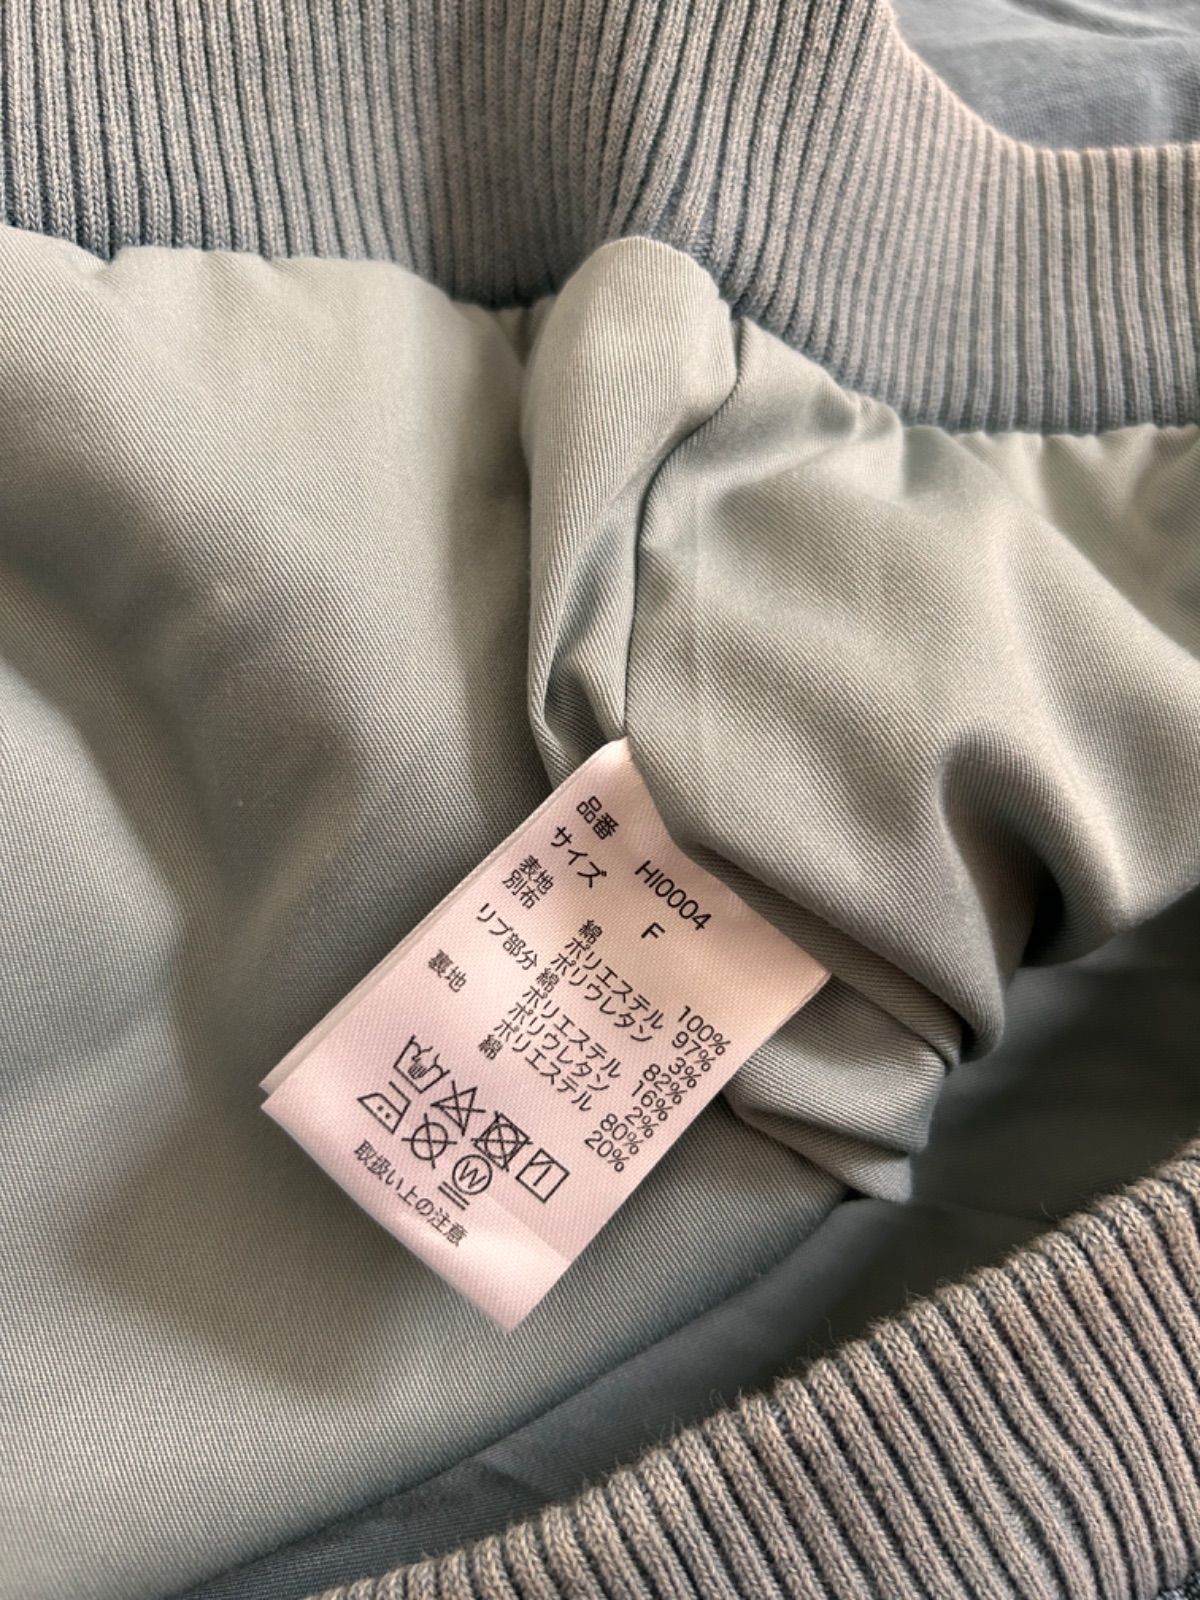 品番 HI0004
サイズ F
表地 綿 100%
別布 ポリエステル 97%
ポリウレタン 3%
リブ部分 綿 82%
ポリエステル 16%
ポリウレタン 2%
裏地 ポリエステル 80%
綿 20%
W
取扱い上の注意